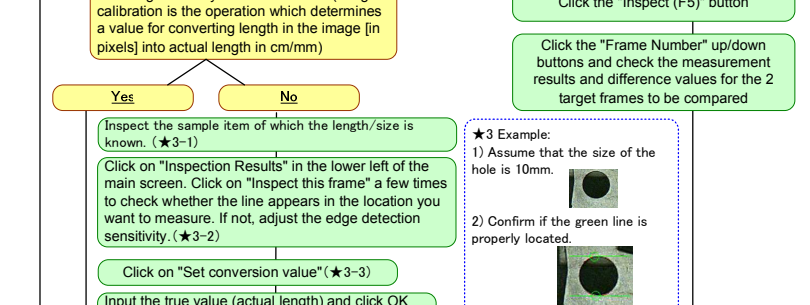 calibration is the operation which determines
a value for converting length in the image [in
pixels] into actual length in cm/mm)
Yes
No
Inspect the sample item of which the length/size is
known. (★3-1)
Click on "Inspection Results" in the lower left of the
main screen. Click on "Inspect this frame" a few times
to check whether the line appears in the location you
want to measure. If not, adjust the edge detection
sensitivity.(★3-2)
Click on "Set conversion value"(★3-3)
Input the true value (actual length) and click OK
Click the "Inspect (F5)" button
Click the "Frame Number" up/down
buttons and check the measurement
results and difference values for the 2
target frames to be compared
★3 Example:
1) Assume that the size of the
hole is 10mm.
2) Confirm if the green line is
properly located.